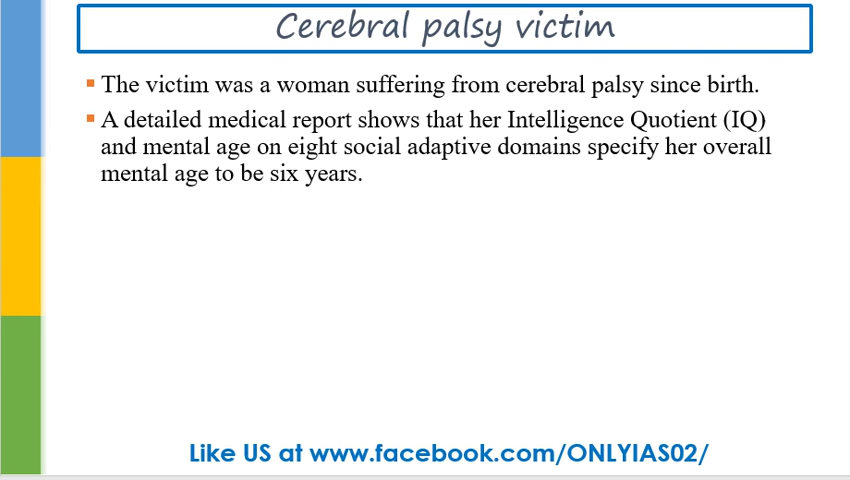 Cerebral palsy victim
The victim was a woman suffering from cerebral palsy since birth.
A detailed medical report shows that her Intelligence Quotient (IQ)
and mental age on eight social adaptive domains specify her overall
mental age to be six years.
Like US at www.facebook.com/ONLYIAS02/